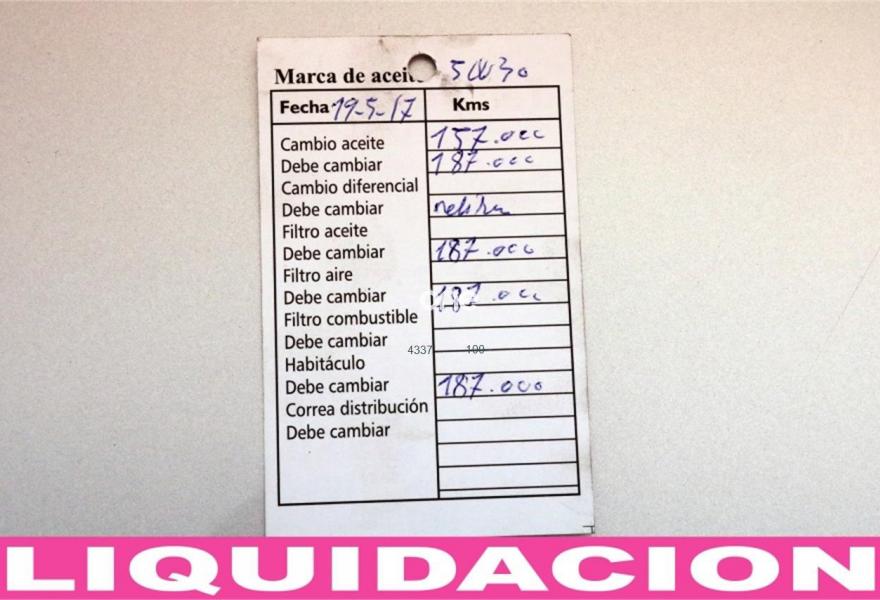 Marca de aceite 5W30
Fecha 19-5-17 Kms
Cambio aceite 157.000
Debe cambiar 187.000
Cambio diferencial
Debe cambiar
Filtro aceite
Debe cambiar 187.000
Filtro aire
Debe cambiar 187.000
Filtro combustible
Debe cambiar
4337 100
Habitáculo
Debe cambiar 187.000
Correa distribución
Debe cambiar
LIQUIDACION